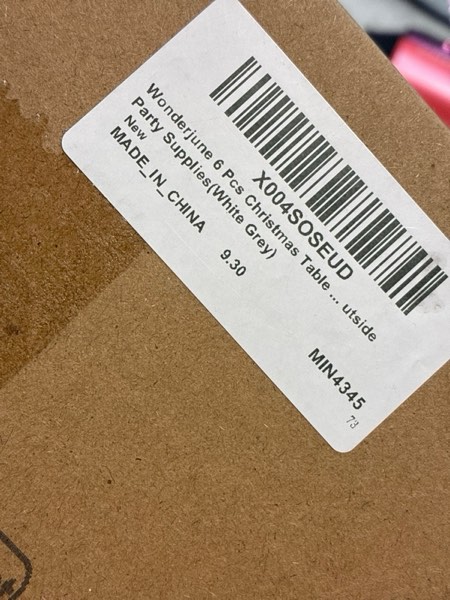 X004SOSEUD
Wonderjune 6 Pcs Christmas Table ... utside
Party Supplies(White Grey)
New
MADE_IN_CHINA
9.30
MIN4345
73